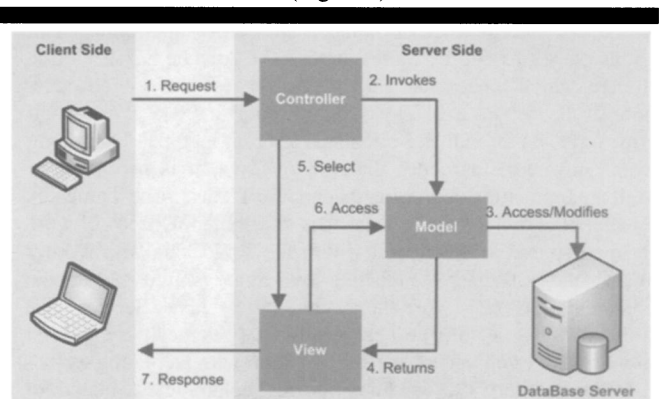 Client Side
Server Side
1. Request
Controller
2. Invokes
5. Select
6. Access
Model
3. Access/Modifies
View
4. Returns
7. Response
DataBase Server